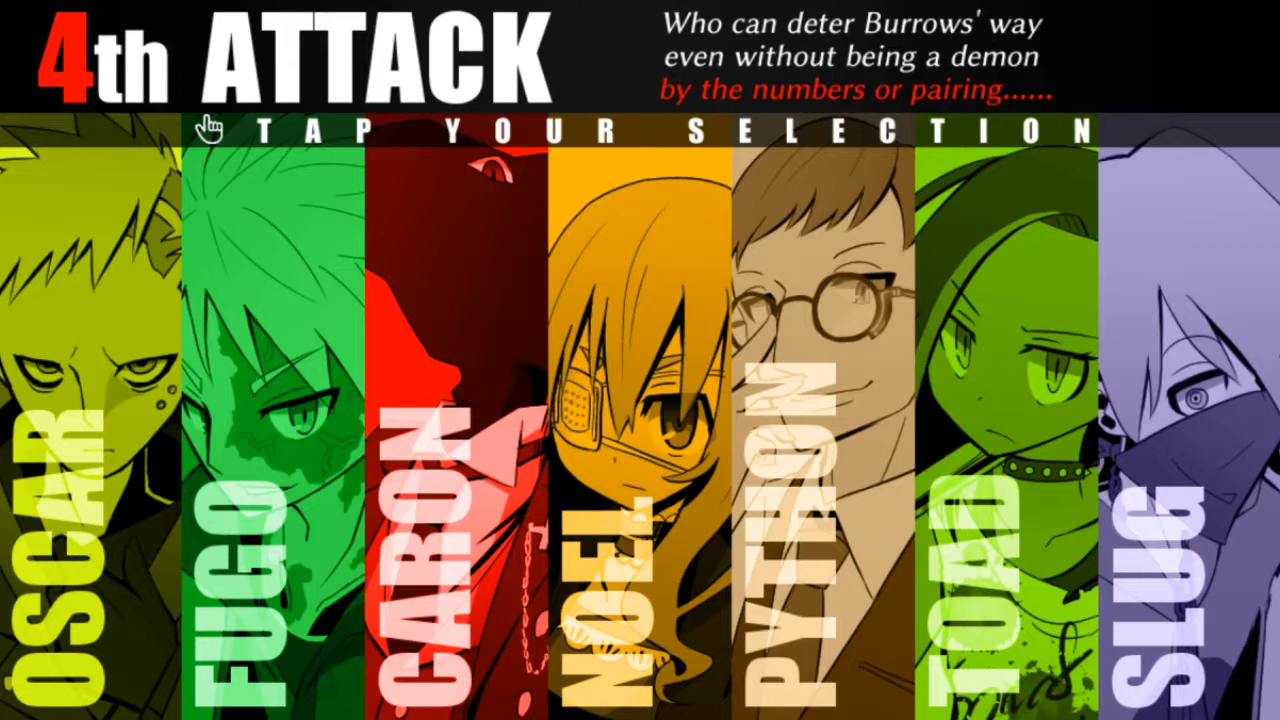 4th ATTACK
Who can deter Burrows' way
even without being a demon
by the numbers or pairing......
TAP YOUR SELECTION
OSCAR
FUGO
CARON
NOEL
PYTHON
TOAD
SLUG